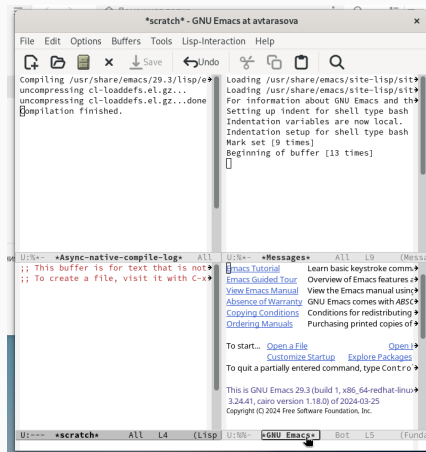 *scratch* - GNU Emacs at avtarasova
File Edit Options Buffers Tools Lisp-Interaction Help
Save Undo
Compiling /usr/share/emacs/29.3/lisp/e
uncompressing cl-loaddefs.el.gz...
uncompressing cl-loaddefs.el.gz...done
Compilation finished.
U:%*- *Async-native-compile-log* All
Loading /usr/share/emacs/site-lisp/sit
Loading /usr/share/emacs/site-lisp/sit
For information about GNU Emacs and th
Setting up indent for shell type bash
Indentation variables are now local.
Indentation setup for shell type bash
Mark set [9 times]
Beginning of buffer [13 times]
U:%*- *Messages* All L9 (Messa
;; This buffer is for text that is not
;; To create a file, visit it with C-x
U:--- *scratch* All L4 (Lisp
Emacs Tutorial Learn basic keystroke comm
Emacs Guided Tour Overview of Emacs features a
View Emacs Manual View the Emacs manual using
Absence of Warranty GNU Emacs comes with ABSC
Copying Conditions Conditions for redistributing
Ordering Manuals Purchasing printed copies of
To start... Open a File Open
Customize Startup Explore Packages
To quit a partially entered command, type Contro
This is GNU Emacs 29.3 (build 1, x86_64-redhat-linu
3.24.41, cairo version 1.18.0) of 2024-03-25
Copyright (C) 2024 Free Software Foundation, Inc.
U:%%- *GNU Emacs* Bot L5 (Funda